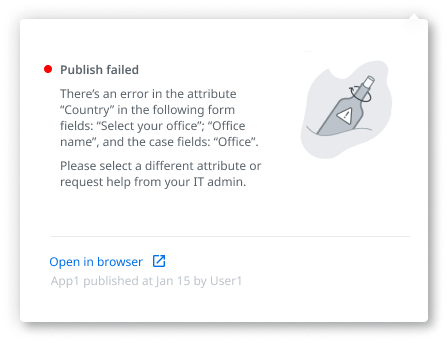 Publish failed
There’s an error in the attribute
“Country” in the following form
fields: “Select your office”; “Office
name”, and the case fields: “Office”.
Please select a different attribute or
request help from your IT admin.
Open in browser
App1 published at Jan 15 by User1